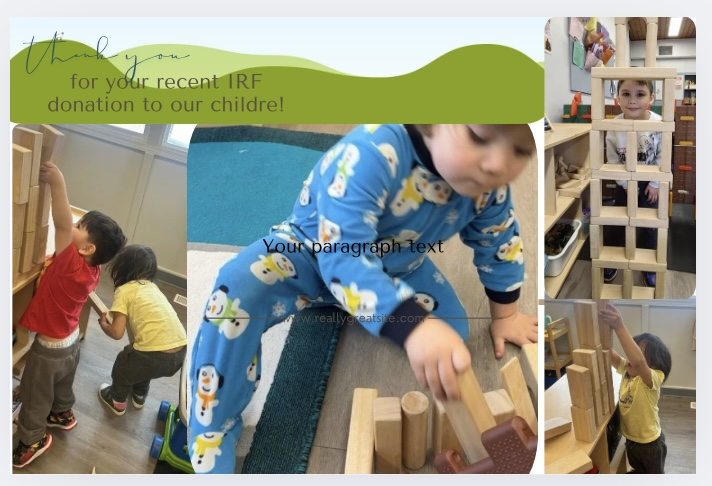 thank you
for your recent IRF
donation to our childre!
Your paragraph text
www.reallygreatsite.com